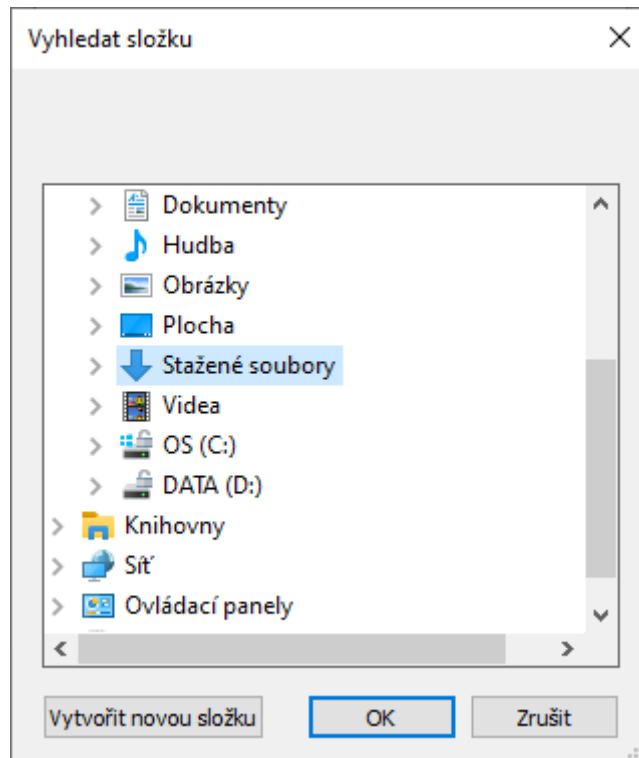 Vyhledat složku
Dokumenty
Hudba
Obrázky
Plocha
Stažené soubory
Videa
OS (C:)
DATA (D:)
Knihovny
Síť
Ovládací panely
Vytvořit novou složku OK Zrušit